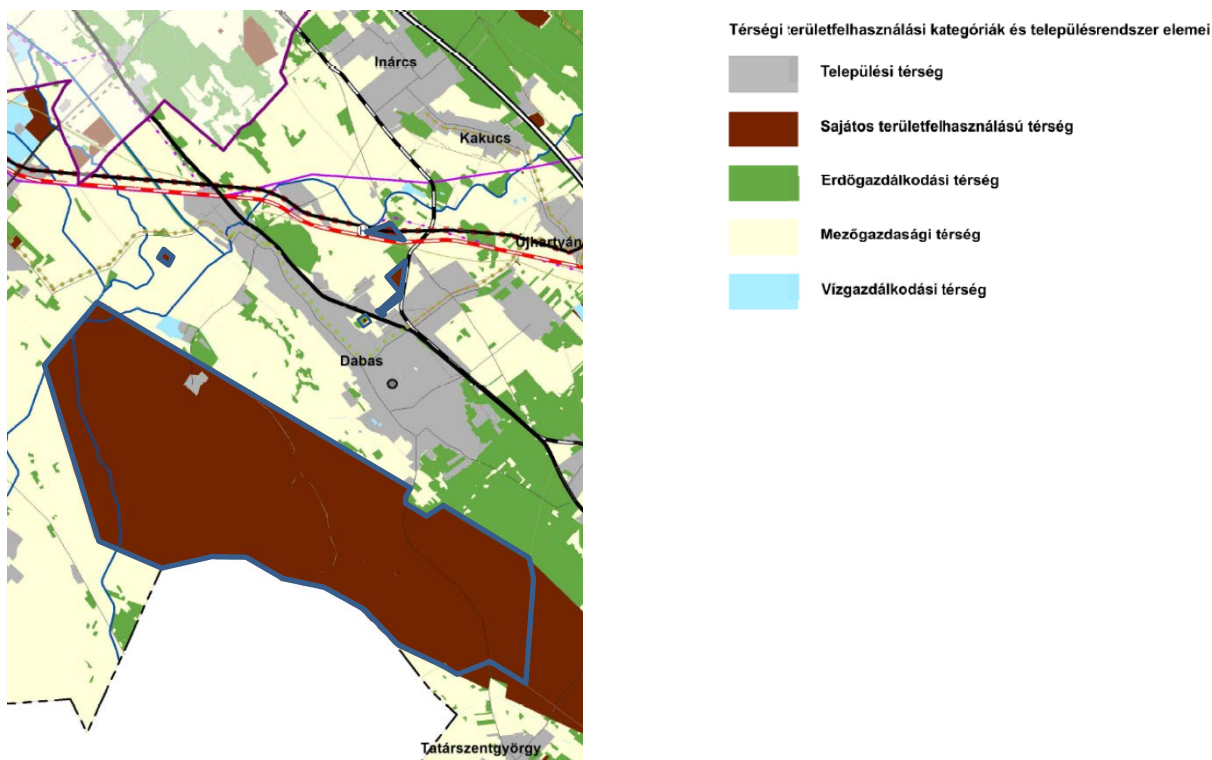 Térségi területfelhasználási kategóriák és településrendszer elemei
Települési térség
Sajátos területfelhasználású térség
Erdőgazdálkodási térség
Mezőgazdasági térség
Vízgazdálkodási térség
Inárcs
Kakucs
Újhartyán
Dabas
Tatárszentgyörgy